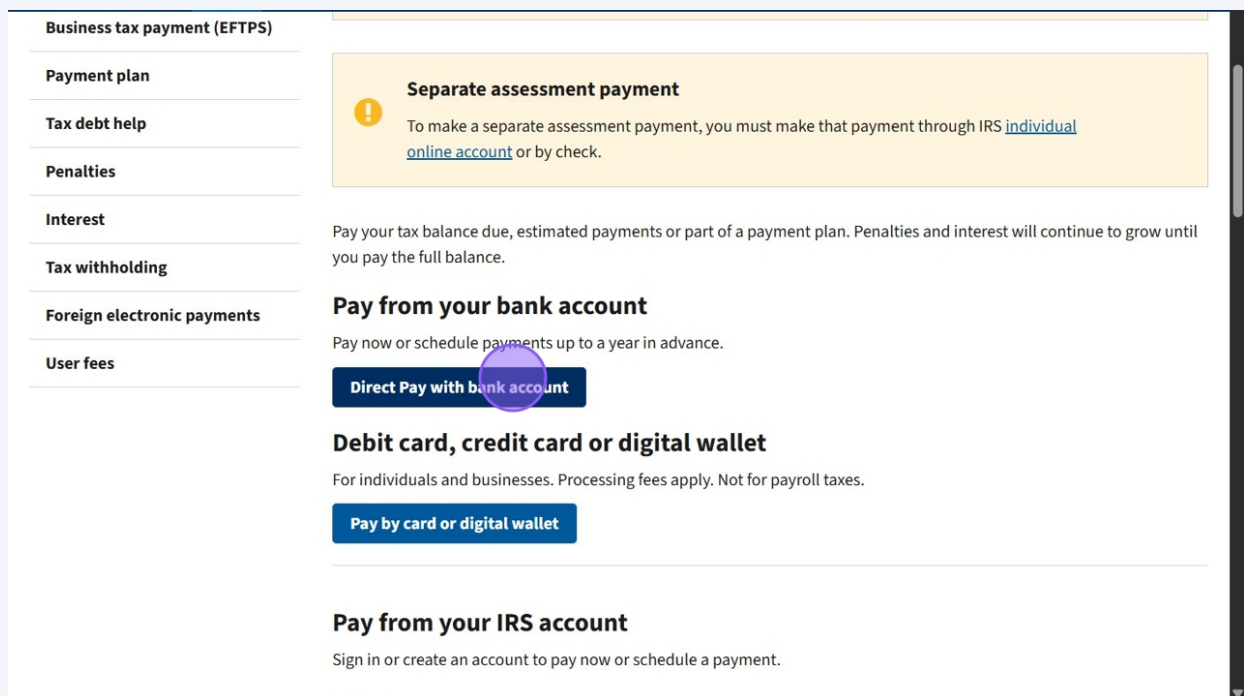 Business tax payment (EFTPS)
Payment plan
Tax debt help
Penalties
Interest
Tax withholding
Foreign electronic payments
User fees
Separate assessment payment
To make a separate assessment payment, you must make that payment through IRS individual
online account or by check.
Pay your tax balance due, estimated payments or part of a payment plan. Penalties and interest will continue to grow until
you pay the full balance.
Pay from your bank account
Pay now or schedule payments up to a year in advance.
Direct Pay with bank account
Debit card, credit card or digital wallet
For individuals and businesses. Processing fees apply. Not for payroll taxes.
Pay by card or digital wallet
Pay from your IRS account
Sign in or create an account to pay now or schedule a payment.